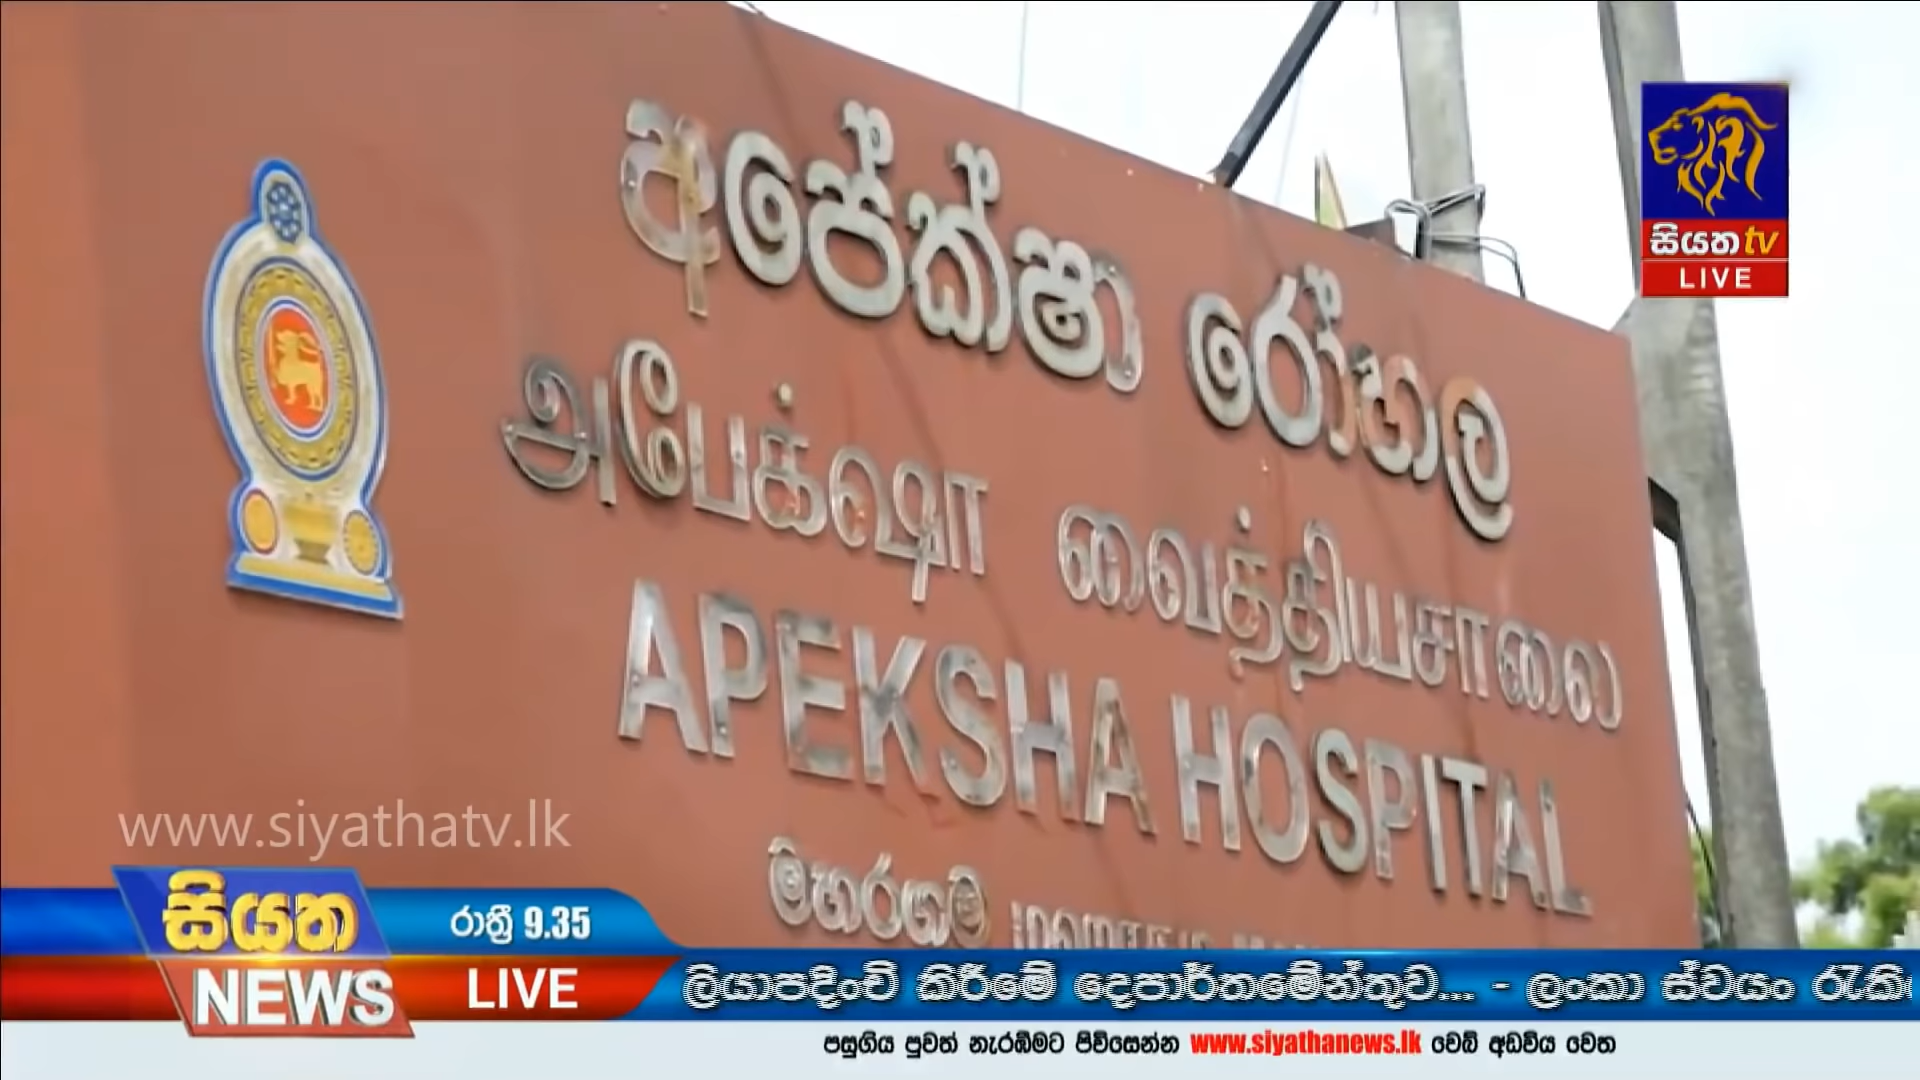 අපේක්ෂා රෝහල
அபேக்ஷா வைத்தியசாலை
APEKSHA HOSPITAL
මහරගම
සියත tv
LIVE
www.siyathatv.lk
සියත
NEWS
රාත්‍රී 9.35
LIVE
ලියාපදිංචි කිරීමේ දෙපාර්තමේන්තුව... - ලංකා ස්වයං
පසුගිය පුවත් නැරඹීමට පිවිසෙන්න www.siyathanews.lk වෙබ් අඩවිය වෙත